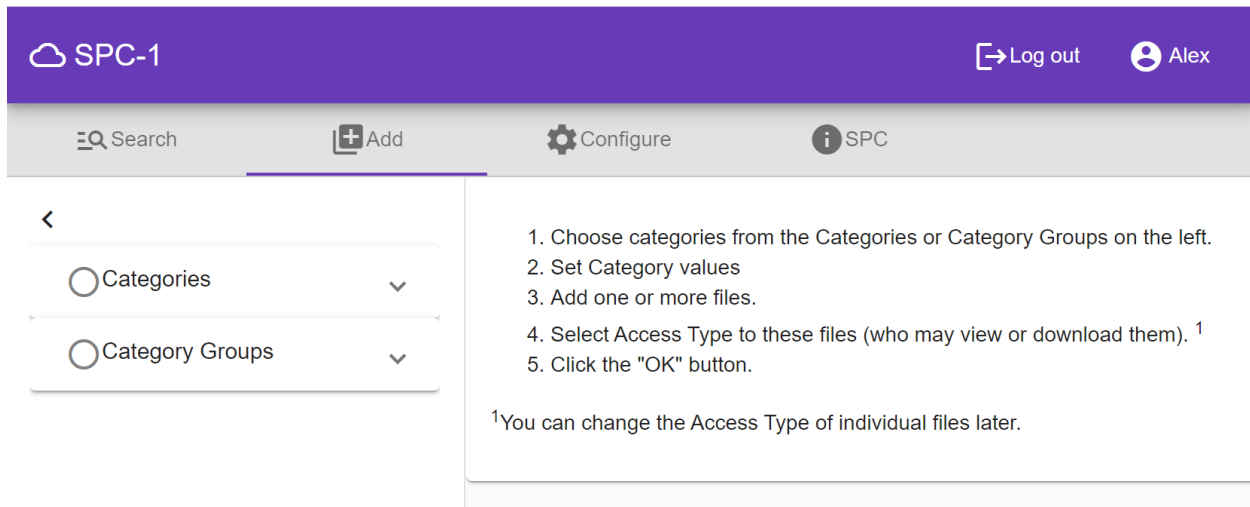 SPC-1
Log out
Alex
Search
Add
Configure
SPC
Categories
Category Groups
1. Choose categories from the Categories or Category Groups on the left.
2. Set Category values
3. Add one or more files.
4. Select Access Type to these files (who may view or download them). 1
5. Click the "OK" button.
1You can change the Access Type of individual files later.